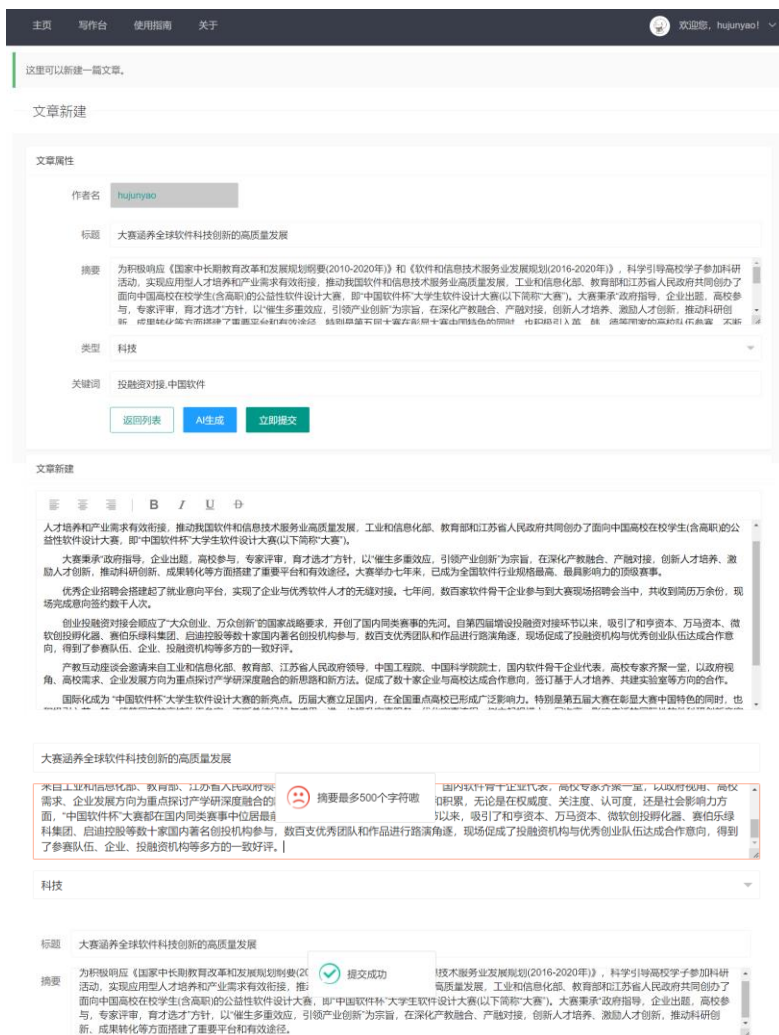 主页 写作台 使用指南 关于 欢迎您，hujunyao!
这里可以新建一篇文章。
文章新建
文章属性
作者名 hujunyao
标题 大赛涵养全球软件科技创新的高质量发展
摘要 为积极响应《国家中长期教育改革和发展规划纲要(2010-2020年)》和《软件和信息技术服务业发展规划(2016-2020年)》，科学引导高校学子参加科研
活动，实现应用型人才培养和产业需求有效衔接，推动我国软件和信息技术服务业高质量发展，工业和信息化部、教育部和江苏省人民政府共同创办了
面向中国高校在校学生(含高职)的公益性软件设计大赛，即“中国软件杯”大学生软件设计大赛(以下简称“大赛”)。大赛秉承“政府指导，企业出题，高校参
与，专家评审，育才选才”方针，以“催生多重效应，引领产业创新”为宗旨，在深化产教融合、产融对接，创新人才培养、激励人才创新，推动科研创
新、成果转化等方面搭建了重要平台和有效途径。特别是第五届大赛在彰显大赛中国特色的同时，也积极引入英、韩、德等国家的高校队伍参赛，不断
类型 科技
关键词 投融资对接,中国软件
返回列表 AI生成 立即提交
文章新建
B I U
人才培养和产业需求有效衔接，推动我国软件和信息技术服务业高质量发展，工业和信息化部、教育部和江苏省人民政府共同创办了面向中国高校在校学生(含高职)的公
益性软件设计大赛，即“中国软件杯”大学生软件设计大赛(以下简称“大赛”)。
大赛秉承“政府指导，企业出题，高校参与，专家评审，育才选才”方针，以“催生多重效应，引领产业创新”为宗旨，在深化产教融合、产融对接，创新人才培养、激
励人才创新，推动科研创新、成果转化等方面搭建了重要平台和有效途径。大赛举办七年来，已成为全国软件行业规格最高、最具影响力的顶级赛事。
优秀企业招聘会搭建起了就业意向平台，实现了企业与优秀软件人才的无缝对接。七年间，数百家软件骨干企业参与到大赛现场招聘会当中，共收到简历万余份，现
场完成意向签约数千人次。
创业投融资对接会顺应了“大众创业、万众创新”的国家战略要求，开创了国内同类赛事的先河。自第四届增设投融资对接环节以来，吸引了和亨资本、万马资本、微
软创投孵化器、赛伯乐绿科集团、启迪控股等数十家国内著名创投机构参与，数百支优秀团队和作品进行路演角逐，现场促成了投融资机构与优秀创业队伍达成合作意
向，得到了参赛队伍、企业、投融资机构等多方的一致好评。
产教互动座谈会邀请来自工业和信息化部、教育部、江苏省人民政府领导，中国工程院、中国科学院院士，国内软件骨干企业代表，高校专家齐聚一堂，以政府视
角、高校需求、企业发展方向为重点探讨产学研深度融合的新思路和新方法。促成了数十家企业与高校达成合作意向，签订基于人才培养、共建实验室等方向的合作。
国际化成为 “中国软件杯”大学生软件设计大赛的新亮点。历届大赛立足国内，在全国重点高校已形成广泛影响力。特别是第五届大赛在彰显大赛中国特色的同时，也
大赛涵养全球软件科技创新的高质量发展
来自工业和信息化部、教育部、江苏省人民政府领 国内软件骨干企业代表，高校专家齐聚一堂，以政府视角、高校
需求、企业发展方向为重点探讨产学研深度融合的 摘要最多500个字符啦 和积累，无论是在权威度、关注度、认可度，还是社会影响力方
面，“中国软件杯”大赛都在国内同类赛事中位居最 以来，吸引了和亨资本、万马资本、微软创投孵化器、赛伯乐绿
科集团、启迪控股等数十家国内著名创投机构参与，数百支优秀团队和作品进行路演角逐，现场促成了投融资机构与优秀创业队伍达成合作意向，得到
了参赛队伍、企业、投融资机构等多方的一致好评。
科技
标题 大赛涵养全球软件科技创新的高质量发展
摘要 为积极响应《国家中长期教育改革和发展规划纲要(20 提交成功 技术服务业发展规划(2016-2020年)》，科学引导高校学子参加科研
活动，实现应用型人才培养和产业需求有效衔接，推 高质量发展，工业和信息化部、教育部和江苏省人民政府共同创办了
面向中国高校在校学生(含高职)的公益性软件设计大赛，即“中国软件杯”大学生软件设计大赛(以下简称“大赛”)。大赛秉承“政府指导，企业出题，高校参
与，专家评审，育才选才”方针，以“催生多重效应，引领产业创新”为宗旨，在深化产教融合、产融对接，创新人才培养、激励人才创新，推动科研创
新、成果转化等方面搭建了重要平台和有效途径。